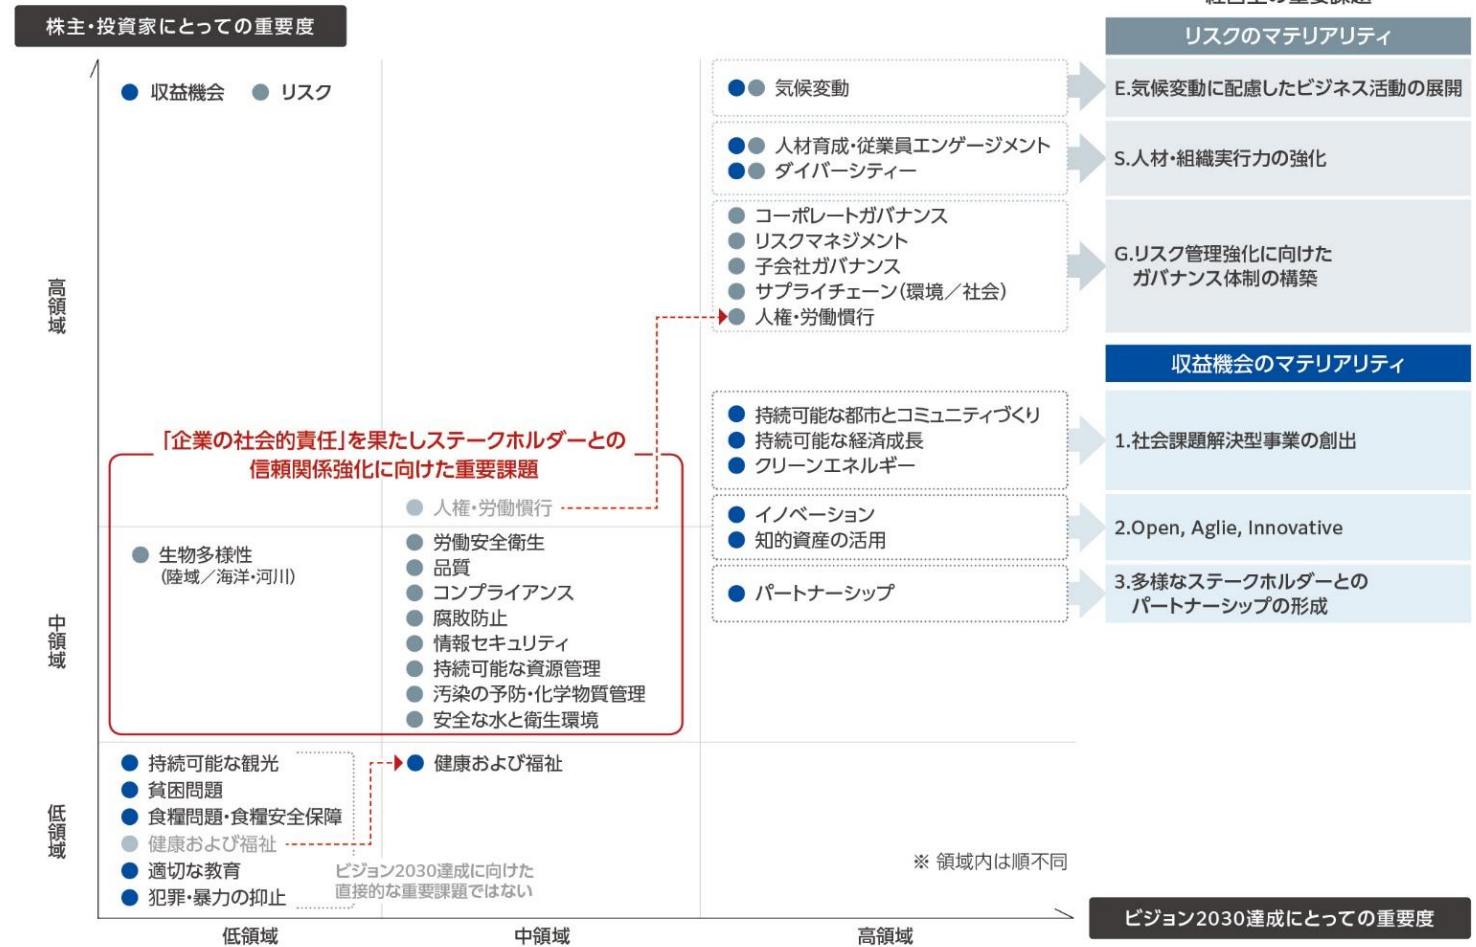 株主・投資家にとっての重要度
収益機会
リスク
高領域
中領域
低領域
気候変動
人材育成・従業員エンゲージメント
ダイバーシティー
コーポレートガバナンス
リスクマネジメント
子会社ガバナンス
サプライチェーン(環境／社会)
人権・労働慣行
持続可能な都市とコミュニティづくり
持続可能な経済成長
クリーンエネルギー
イノベーション
知的資産の活用
パートナーシップ
リスクのマテリアリティ
E.気候変動に配慮したビジネス活動の展開
S.人材・組織実行力の強化
G.リスク管理強化に向けた
ガバナンス体制の構築
収益機会のマテリアリティ
1.社会課題解決型事業の創出
2.Open, Aglie, Innovative
3.多様なステークホルダーとの
パートナーシップの形成
「企業の社会的責任」を果たしステークホルダーとの
信頼関係強化に向けた重要課題
人権・労働慣行
生物多様性
(陸域／海洋・河川)
労働安全衛生
品質
コンプライアンス
腐敗防止
情報セキュリティ
持続可能な資源管理
汚染の予防・化学物質管理
安全な水と衛生環境
持続可能な観光
貧困問題
食糧問題・食糧安全保障
健康および福祉
適切な教育
犯罪・暴力の抑止
健康および福祉
ビジョン2030達成に向けた
直接的な重要課題ではない
※ 領域内は順不同
低領域
中領域
高領域
ビジョン2030達成にとっての重要度